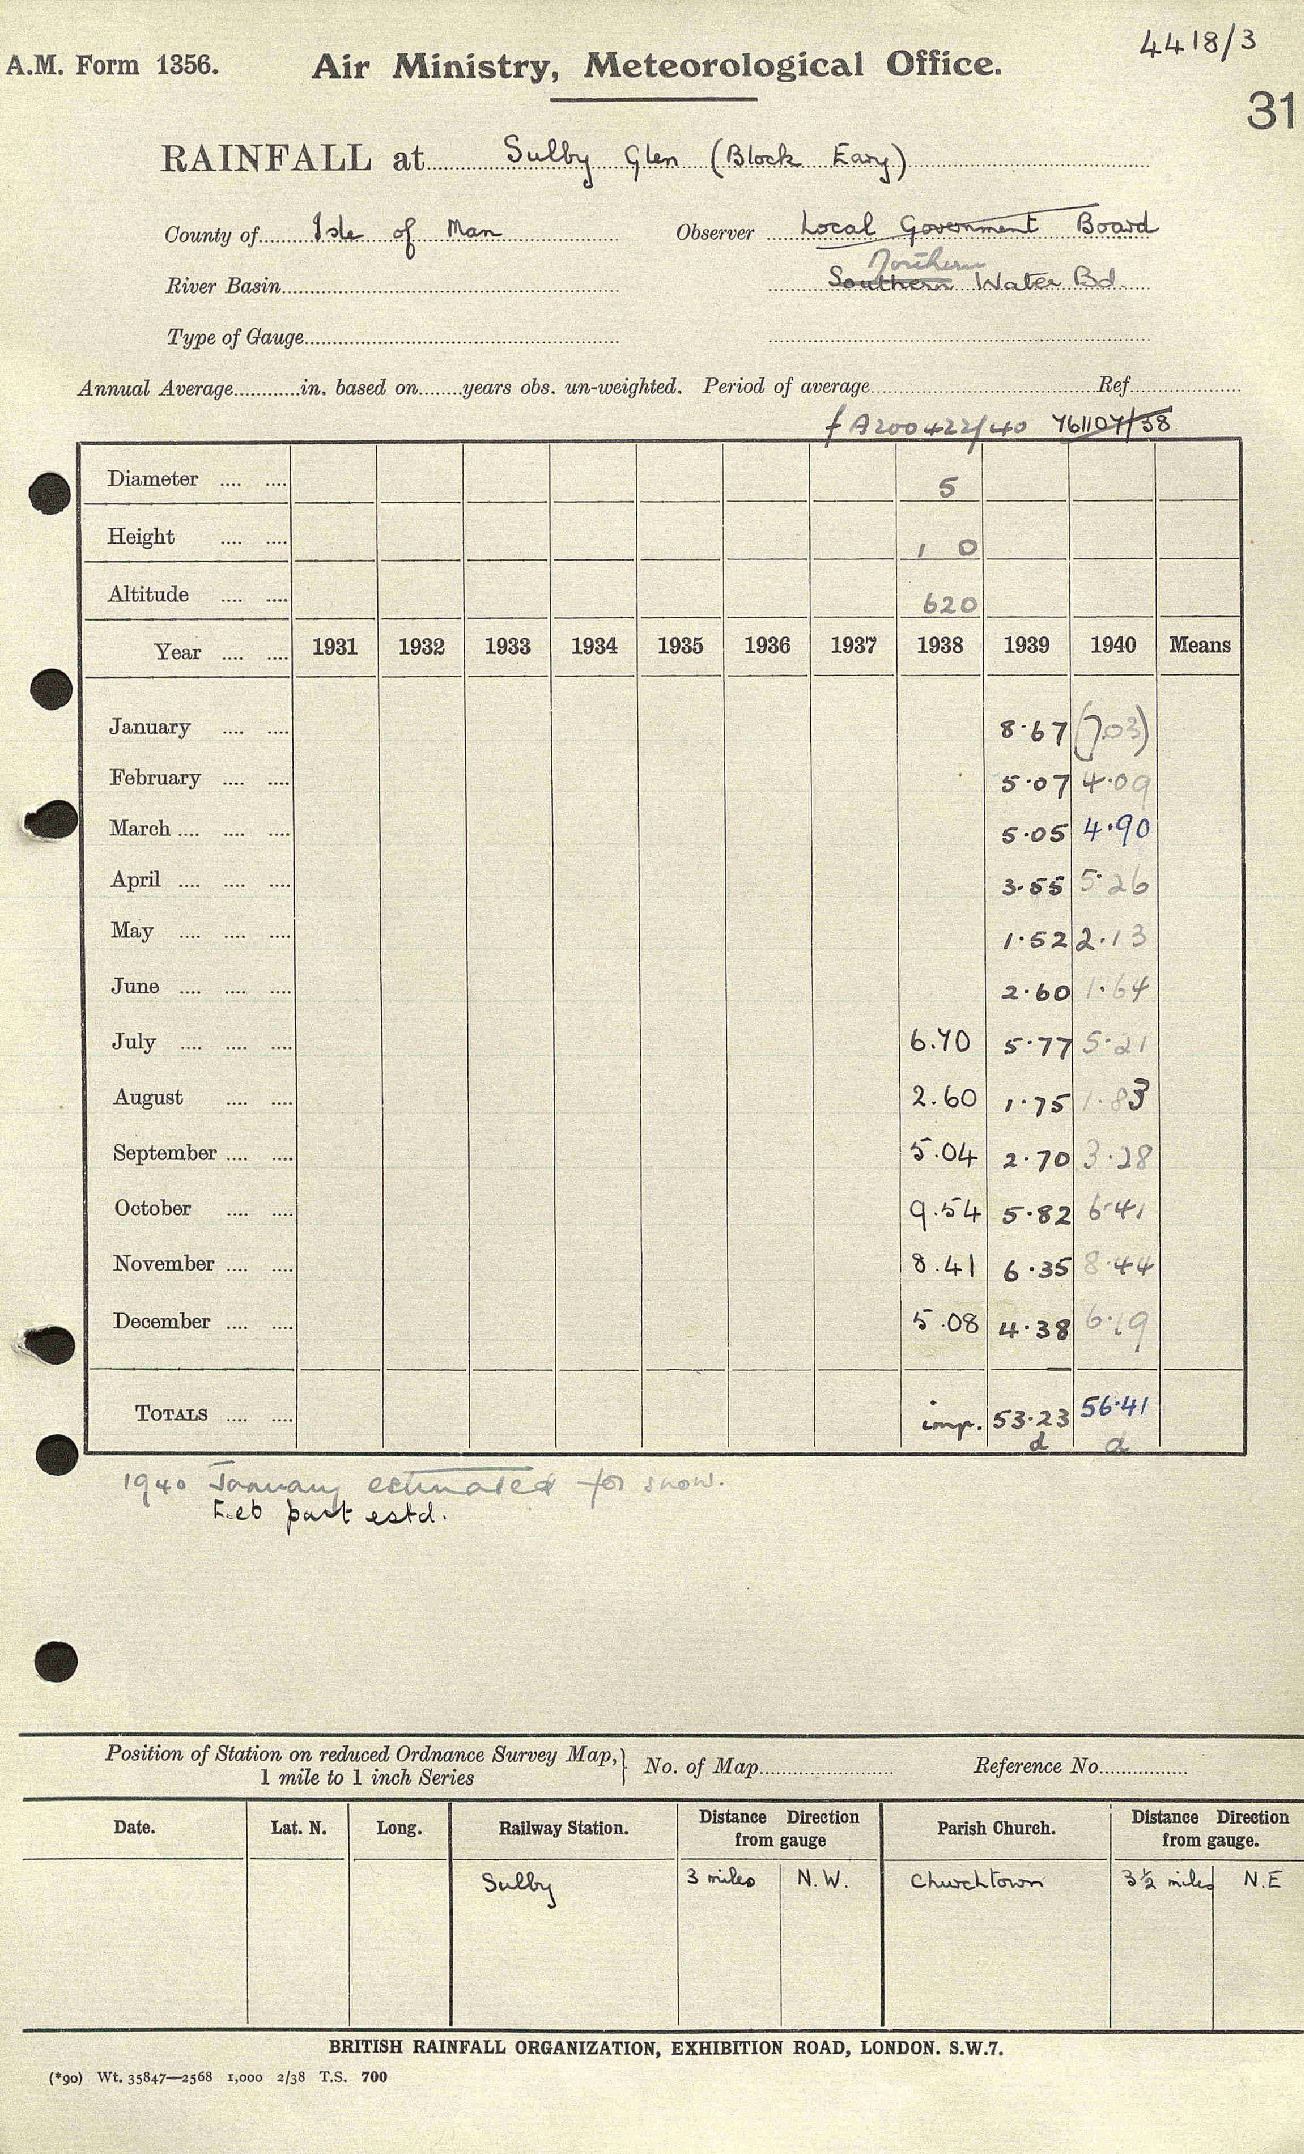 4418/3
A.M. Form 1356. Air Ministry, Meteorological Office.
31
RAINFALL at Sulby Glen (Block Eary)
County of Isle of Man Observer Local Government Board
Northern
River Basin Southern Water Bd.
Type of Gauge
Annual Average in. based on years obs. un-weighted. Period of average Ref
f A200422/40 761107/38
Diameter .... .... 5
Height .... .... 1 0
Altitude .... .... 620
Year .... .... 1931 1932 1933 1934 1935 1936 1937 1938 1939 1940 Means
January .... .... 8.67 (7.03)
February .... .... 5.07 4.09
March .... .... .... 5.05 4.90
April .... .... .... 3.55 5.26
May .... .... .... 1.52 2.13
June .... .... .... 2.60 1.64
July .... .... .... 6.70 5.77 5.21
August .... .... 2.60 1.75 1.83
September .... .... 5.04 2.70 3.28
October .... .... 9.54 5.82 6.41
November .... .... 8.41 6.35 8.44
December .... .... 5.08 4.38 6.19
TOTALS .... .... imp. 53.23 56.41
d d
1940 January estimated for snow.
Feb part estd.
Position of Station on reduced Ordnance Survey Map,} No. of Map Reference No.
1 mile to 1 inch Series
Date. Lat. N. Long. Railway Station. Distance Direction from gauge Parish Church. Distance Direction from gauge.
Sulby 3 miles N.W. Churchtown 3½ miles N.E
BRITISH RAINFALL ORGANIZATION, EXHIBITION ROAD, LONDON. S.W.7.
(*90) Wt. 35847—2568 1,000 2/38 T.S. 700